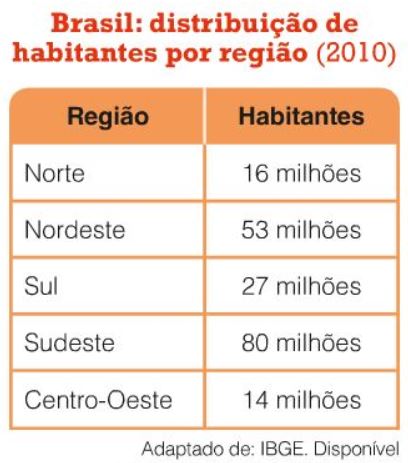 Brasil: distribuição de
habitantes por região (2010)
Região Habitantes
Norte 16 milhões
Nordeste 53 milhões
Sul 27 milhões
Sudeste 80 milhões
Centro-Oeste 14 milhões
Adaptado de: IBGE. Disponível